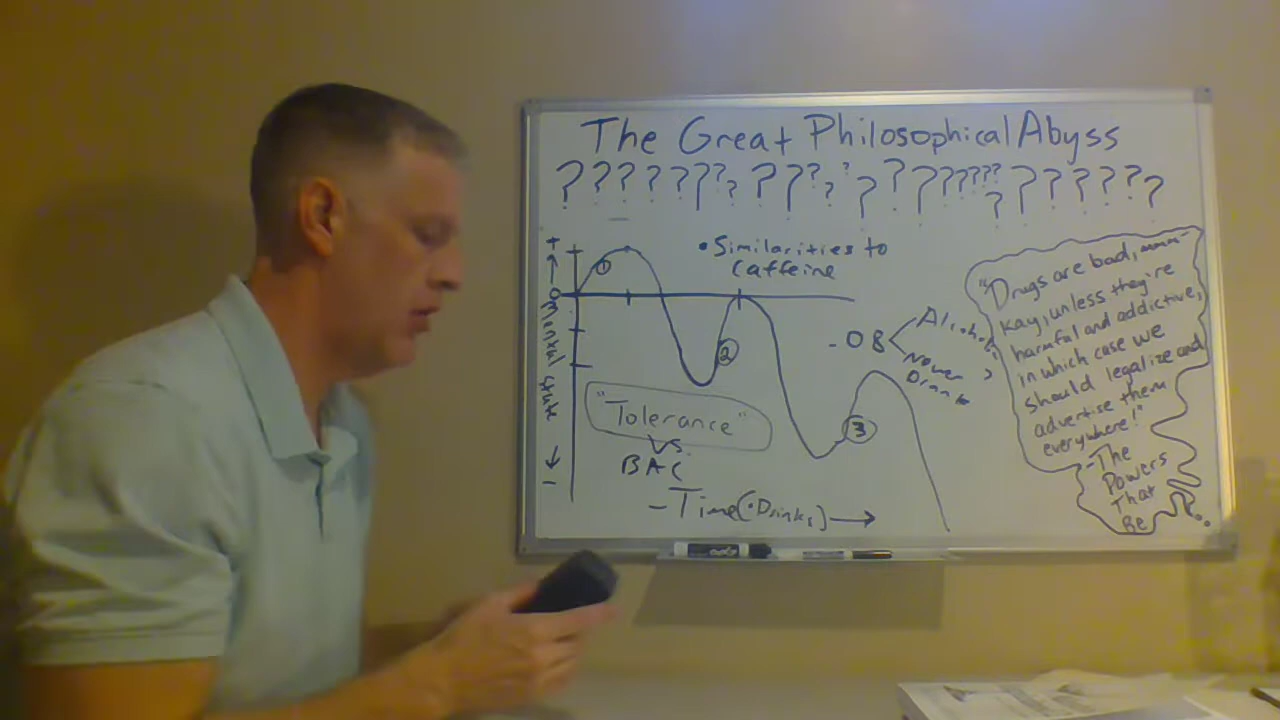 The Great Philosophical Abyss
? ? ? ? ? ? ? ? ? ? ? ? ? ? ? ? ? ? ? ? ? ? ? ? ? ? ?
• Similarities to
Caffeine
+
0
Mental State
-
①
②
③
"Tolerance"
vs.
BAC
- Time (• Drinks) →
- .08
Alcohol
Never
Drank
"Drugs are bad, mmm-
kay, unless they're
harmful and addictive,
in which case we
should legalize and
advertise them
everywhere!"
- The
Powers
That
Be